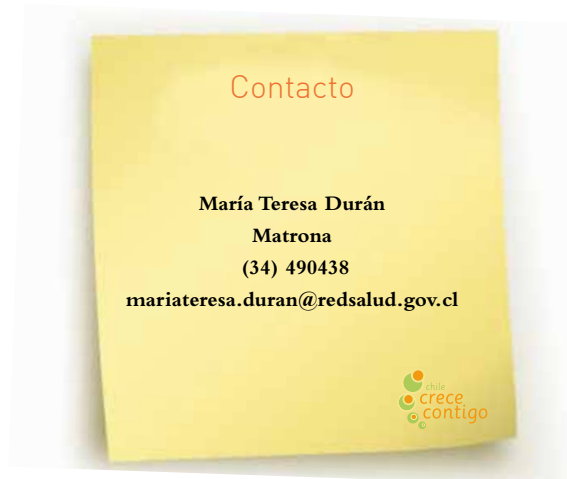 Contacto
María Teresa Durán
Matrona
(34) 490438
mariateresa.duran@redsalud.gov.cl
chile
crece
contigo